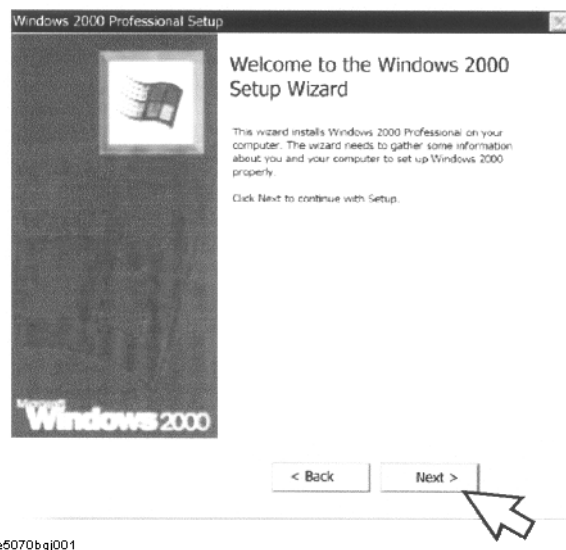 Windows 2000 Professional Setup
Welcome to the Windows 2000
Setup Wizard
This wizard installs Windows 2000 Professional on your
computer. The wizard needs to gather some information
about you and your computer to set up Windows 2000
properly.
Click Next to continue with Setup.
Microsoft
Windows 2000
< Back
Next >
e5070bgj001